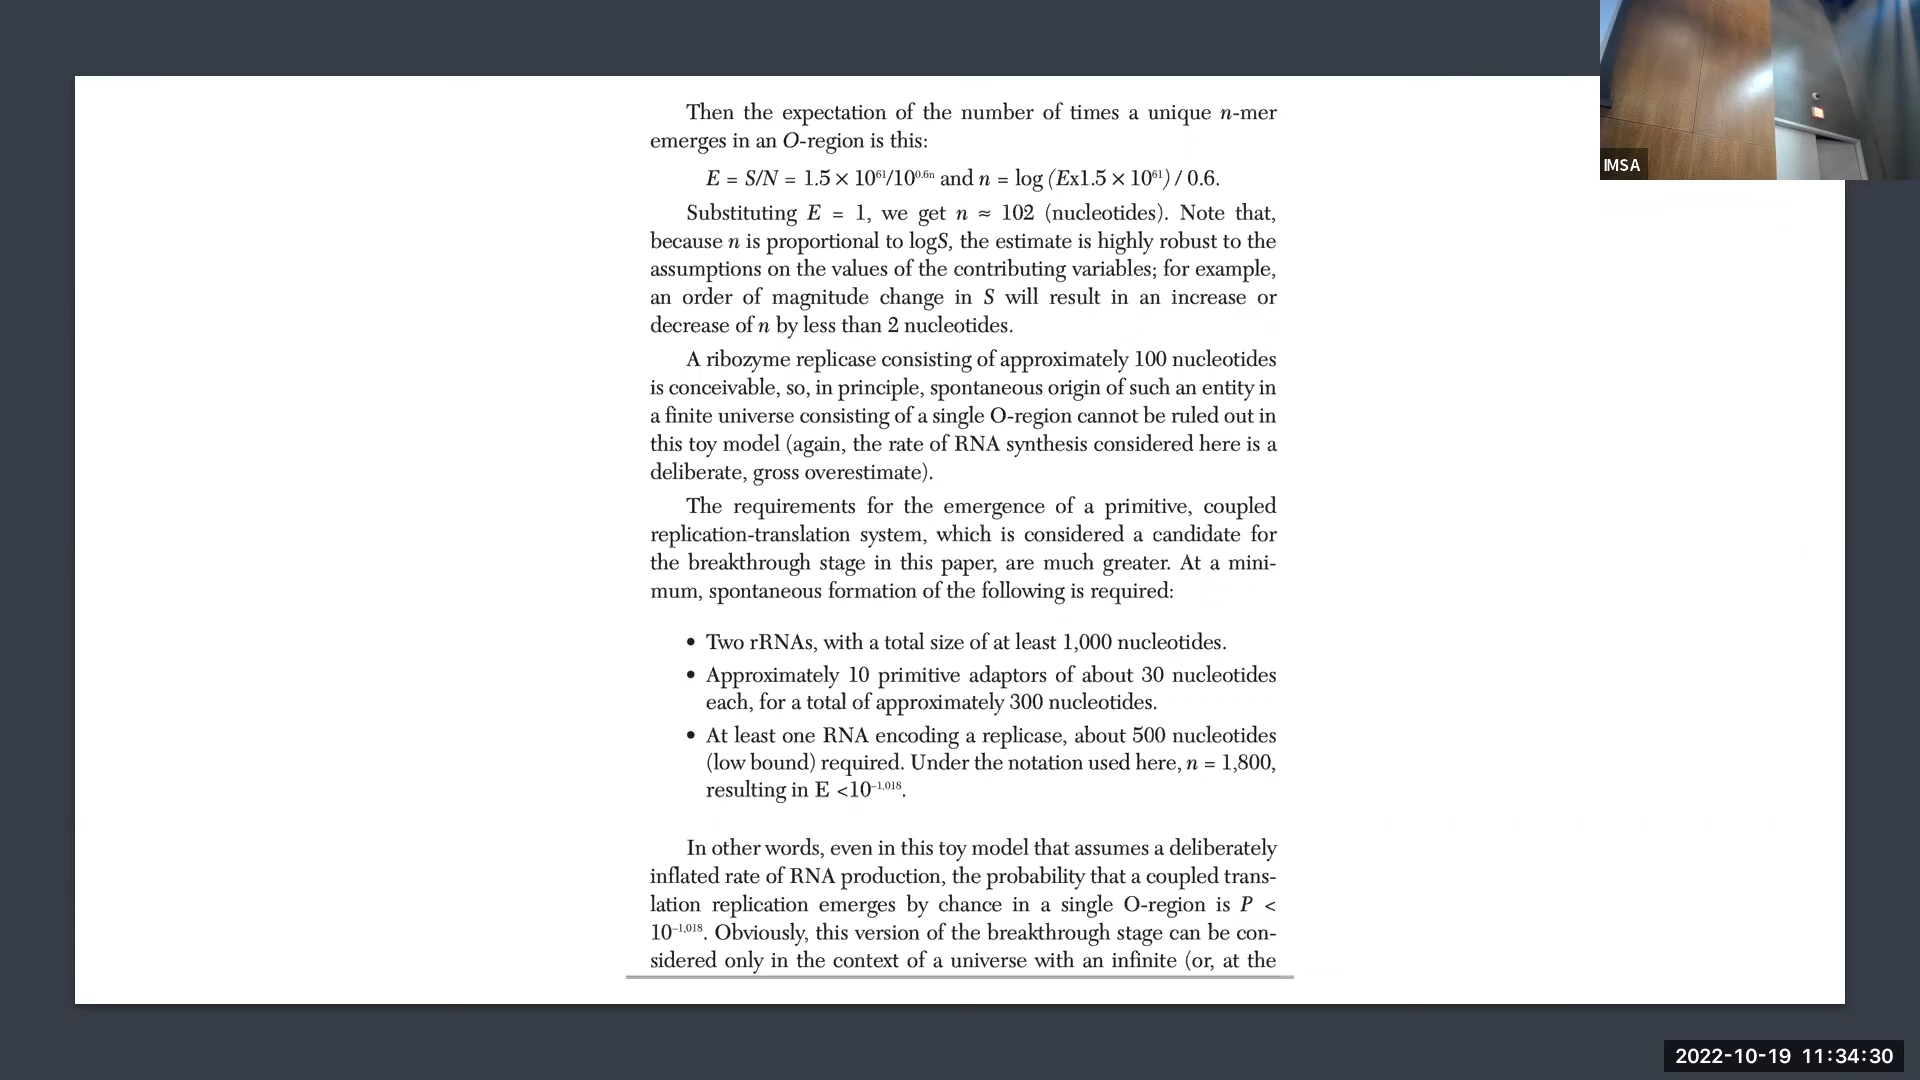 Then the expectation of the number of times a unique n-mer
emerges in an O-region is this:
E = S/N = 1.5 × 10⁶¹/10⁰·⁶ⁿ and n = log (Ex1.5 × 10⁶¹) / 0.6.
Substituting E = 1, we get n ≈ 102 (nucleotides). Note that,
because n is proportional to logS, the estimate is highly robust to the
assumptions on the values of the contributing variables; for example,
an order of magnitude change in S will result in an increase or
decrease of n by less than 2 nucleotides.
A ribozyme replicase consisting of approximately 100 nucleotides
is conceivable, so, in principle, spontaneous origin of such an entity in
a finite universe consisting of a single O-region cannot be ruled out in
this toy model (again, the rate of RNA synthesis considered here is a
deliberate, gross overestimate).
The requirements for the emergence of a primitive, coupled
replication-translation system, which is considered a candidate for
the breakthrough stage in this paper, are much greater. At a mini-
mum, spontaneous formation of the following is required:
• Two rRNAs, with a total size of at least 1,000 nucleotides.
• Approximately 10 primitive adaptors of about 30 nucleotides
each, for a total of approximately 300 nucleotides.
• At least one RNA encoding a replicase, about 500 nucleotides
(low bound) required. Under the notation used here, n = 1,800,
resulting in E <10⁻¹,⁰¹⁸.
In other words, even in this toy model that assumes a deliberately
inflated rate of RNA production, the probability that a coupled trans-
lation replication emerges by chance in a single O-region is P <
10⁻¹,⁰¹⁸. Obviously, this version of the breakthrough stage can be con-
sidered only in the context of a universe with an infinite (or, at the
IMSA
2022-10-19 11:34:30